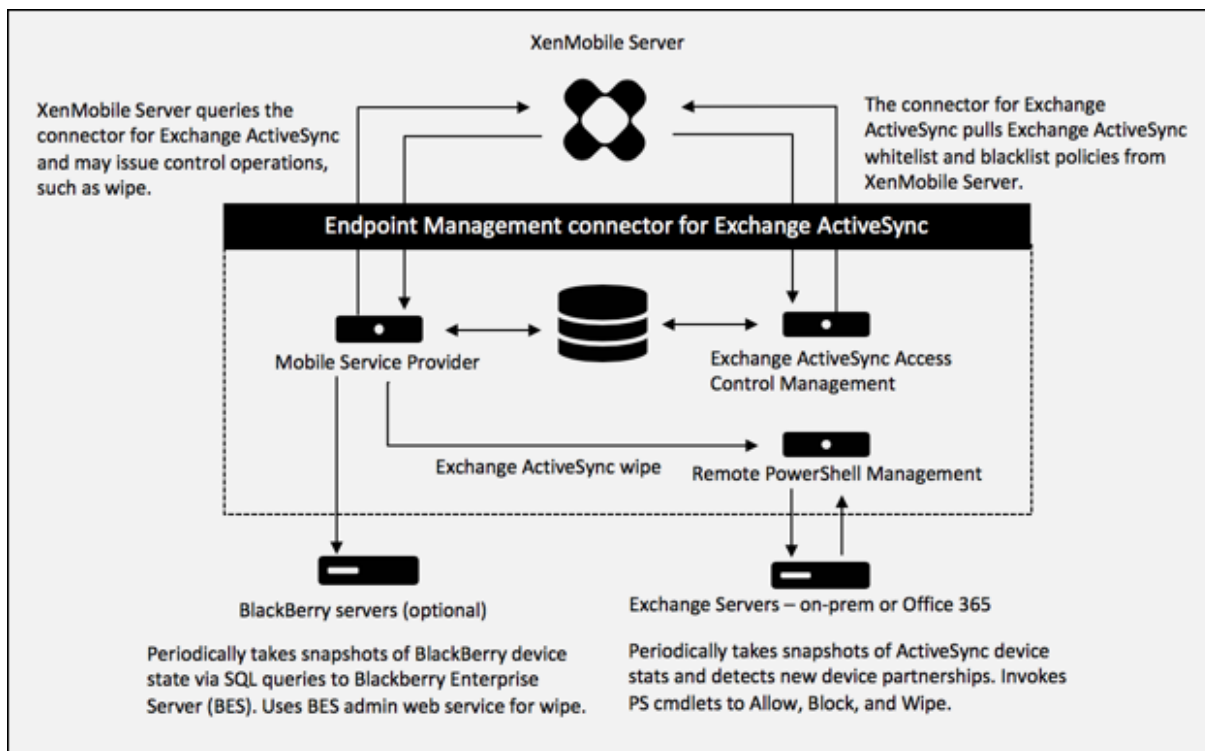 XenMobile Server
XenMobile Server queries the
connector for Exchange ActiveSync
and may issue control operations,
such as wipe.
The connector for Exchange
ActiveSync pulls Exchange ActiveSync
whitelist and blacklist policies from
XenMobile Server.
Endpoint Management connector for Exchange ActiveSync
Mobile Service Provider
Exchange ActiveSync Access
Control Management
Exchange ActiveSync wipe
Remote PowerShell Management
BlackBerry servers (optional)
Periodically takes snapshots of BlackBerry device
state via SQL queries to Blackberry Enterprise
Server (BES). Uses BES admin web service for wipe.
Exchange Servers – on-prem or Office 365
Periodically takes snapshots of ActiveSync device
stats and detects new device partnerships. Invokes
PS cmdlets to Allow, Block, and Wipe.